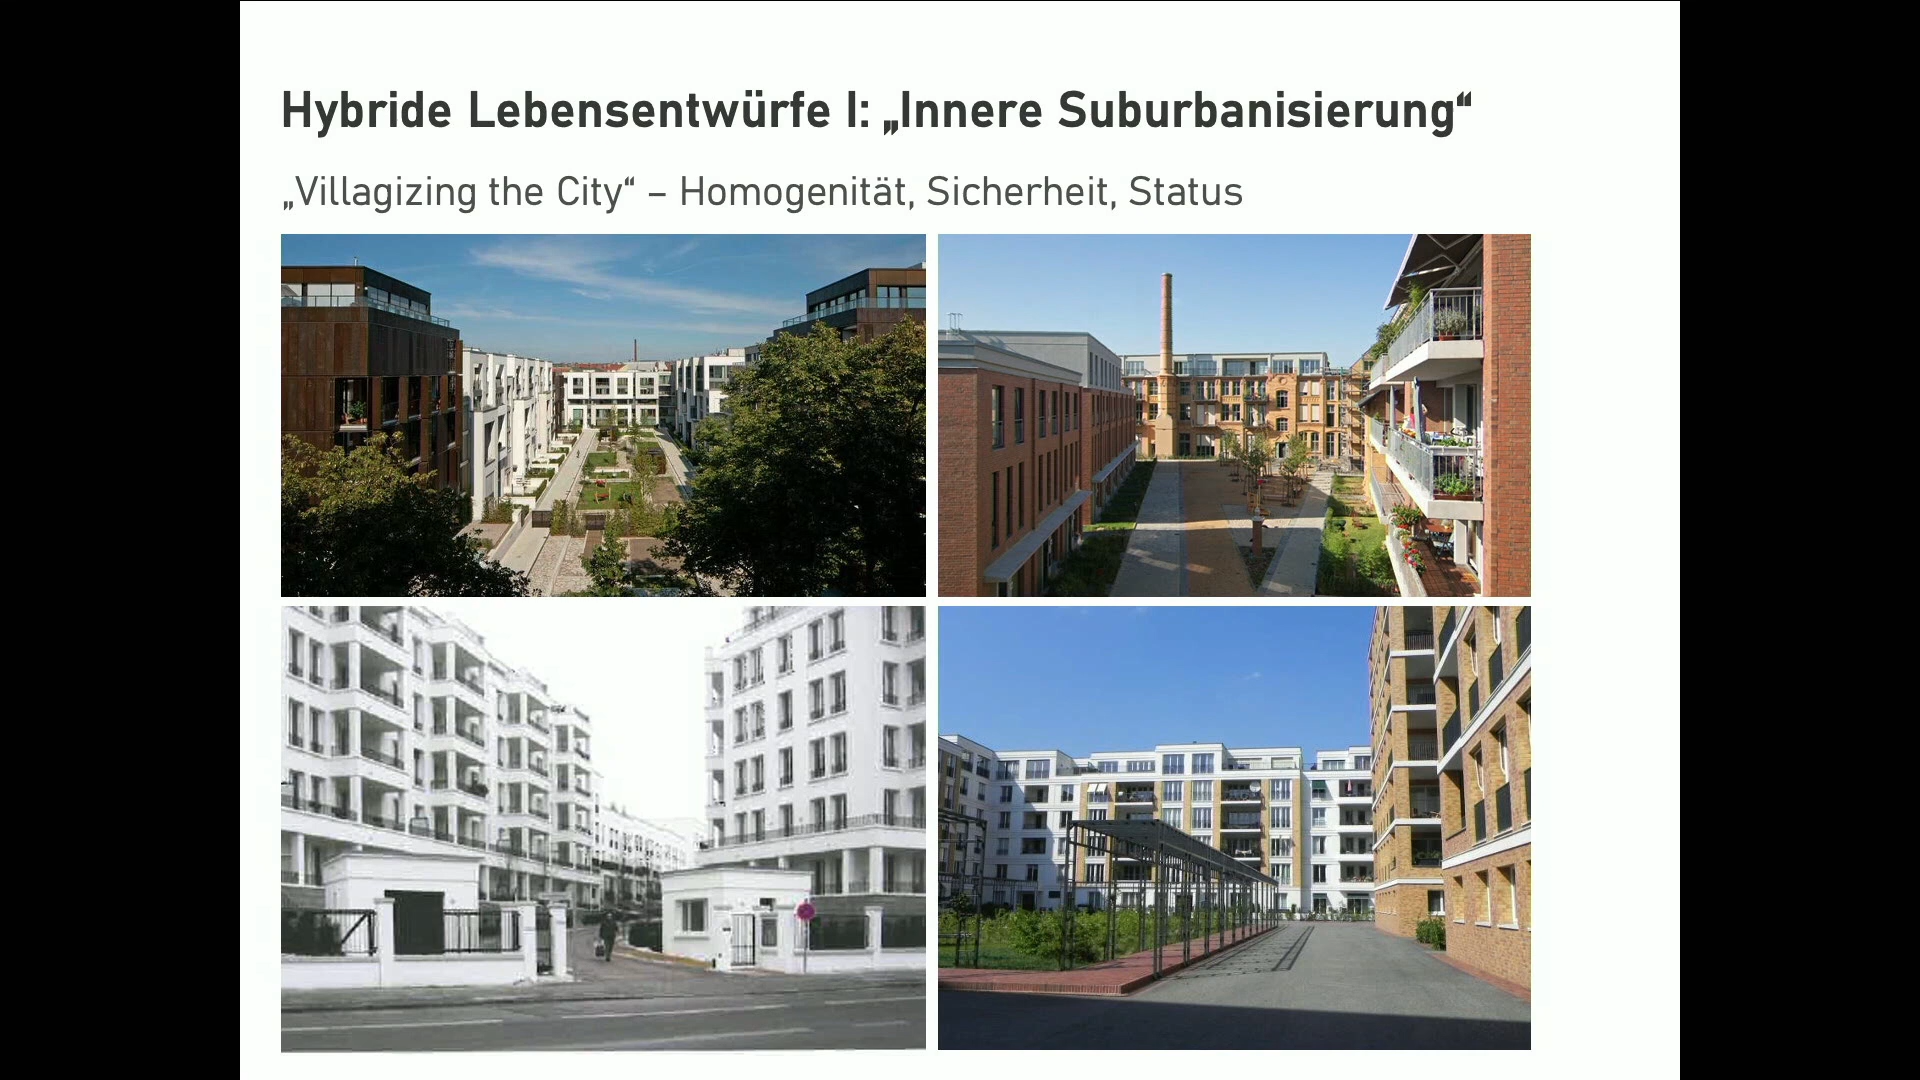 Hybride Lebensentwürfe I: „Innere Suburbanisierung“
„Villagizing the City“ – Homogenität, Sicherheit, Status